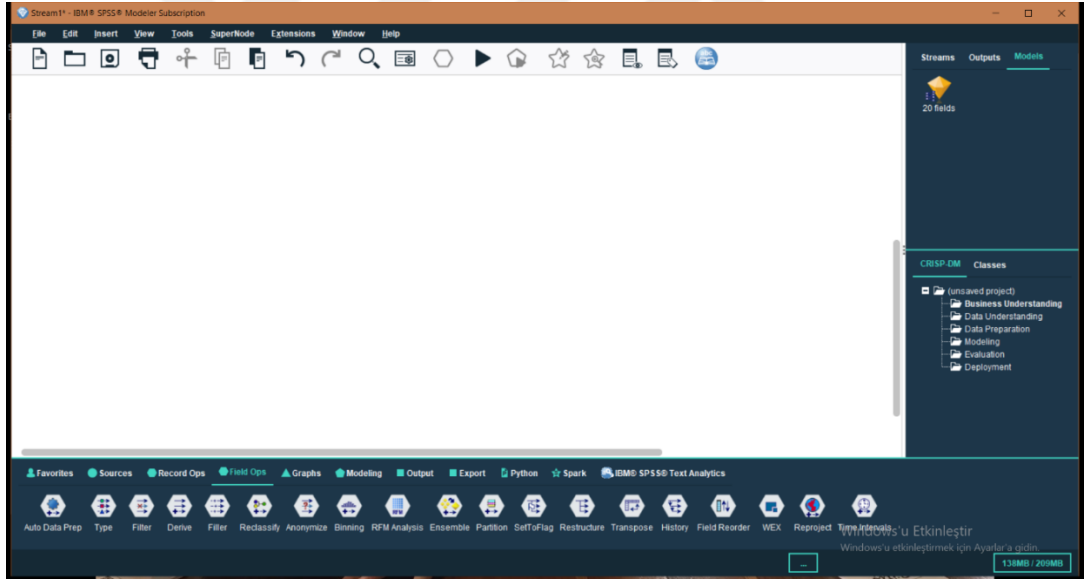 Stream1* - IBM® SPSS® Modeler Subscription
File Edit Insert View Tools SuperNode Extensions Window Help
Streams Outputs Models
20 fields
CRISP-DM Classes
(unsaved project)
Business Understanding
Data Understanding
Data Preparation
Modeling
Evaluation
Deployment
Favorites Sources Record Ops Field Ops Graphs Modeling Output Export Python Spark IBM® SPSS® Text Analytics
Auto Data Prep Type Filter Derive Filler Reclassify Anonymize Binning RFM Analysis Ensemble Partition SetToFlag Restructure Transpose History Field Reorder WEX Reproject Time Intervals
Windows'u Etkinleştir
Windows'u etkinleştirmek için Ayarlar'a gidin.
... 138MB / 209MB